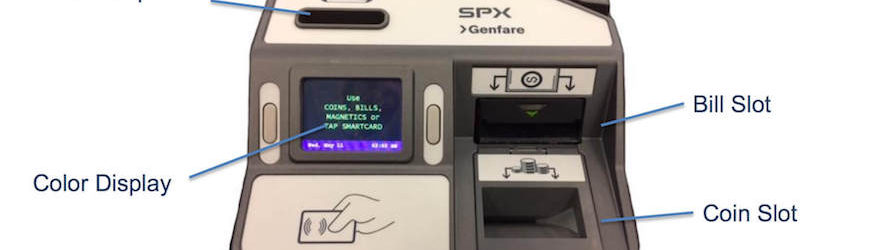 SPX
Genfare
Use
COINS, BILLS,
MAGNETICS or
TAP SMARTCARD
Bill Slot
Color Display
Coin Slot